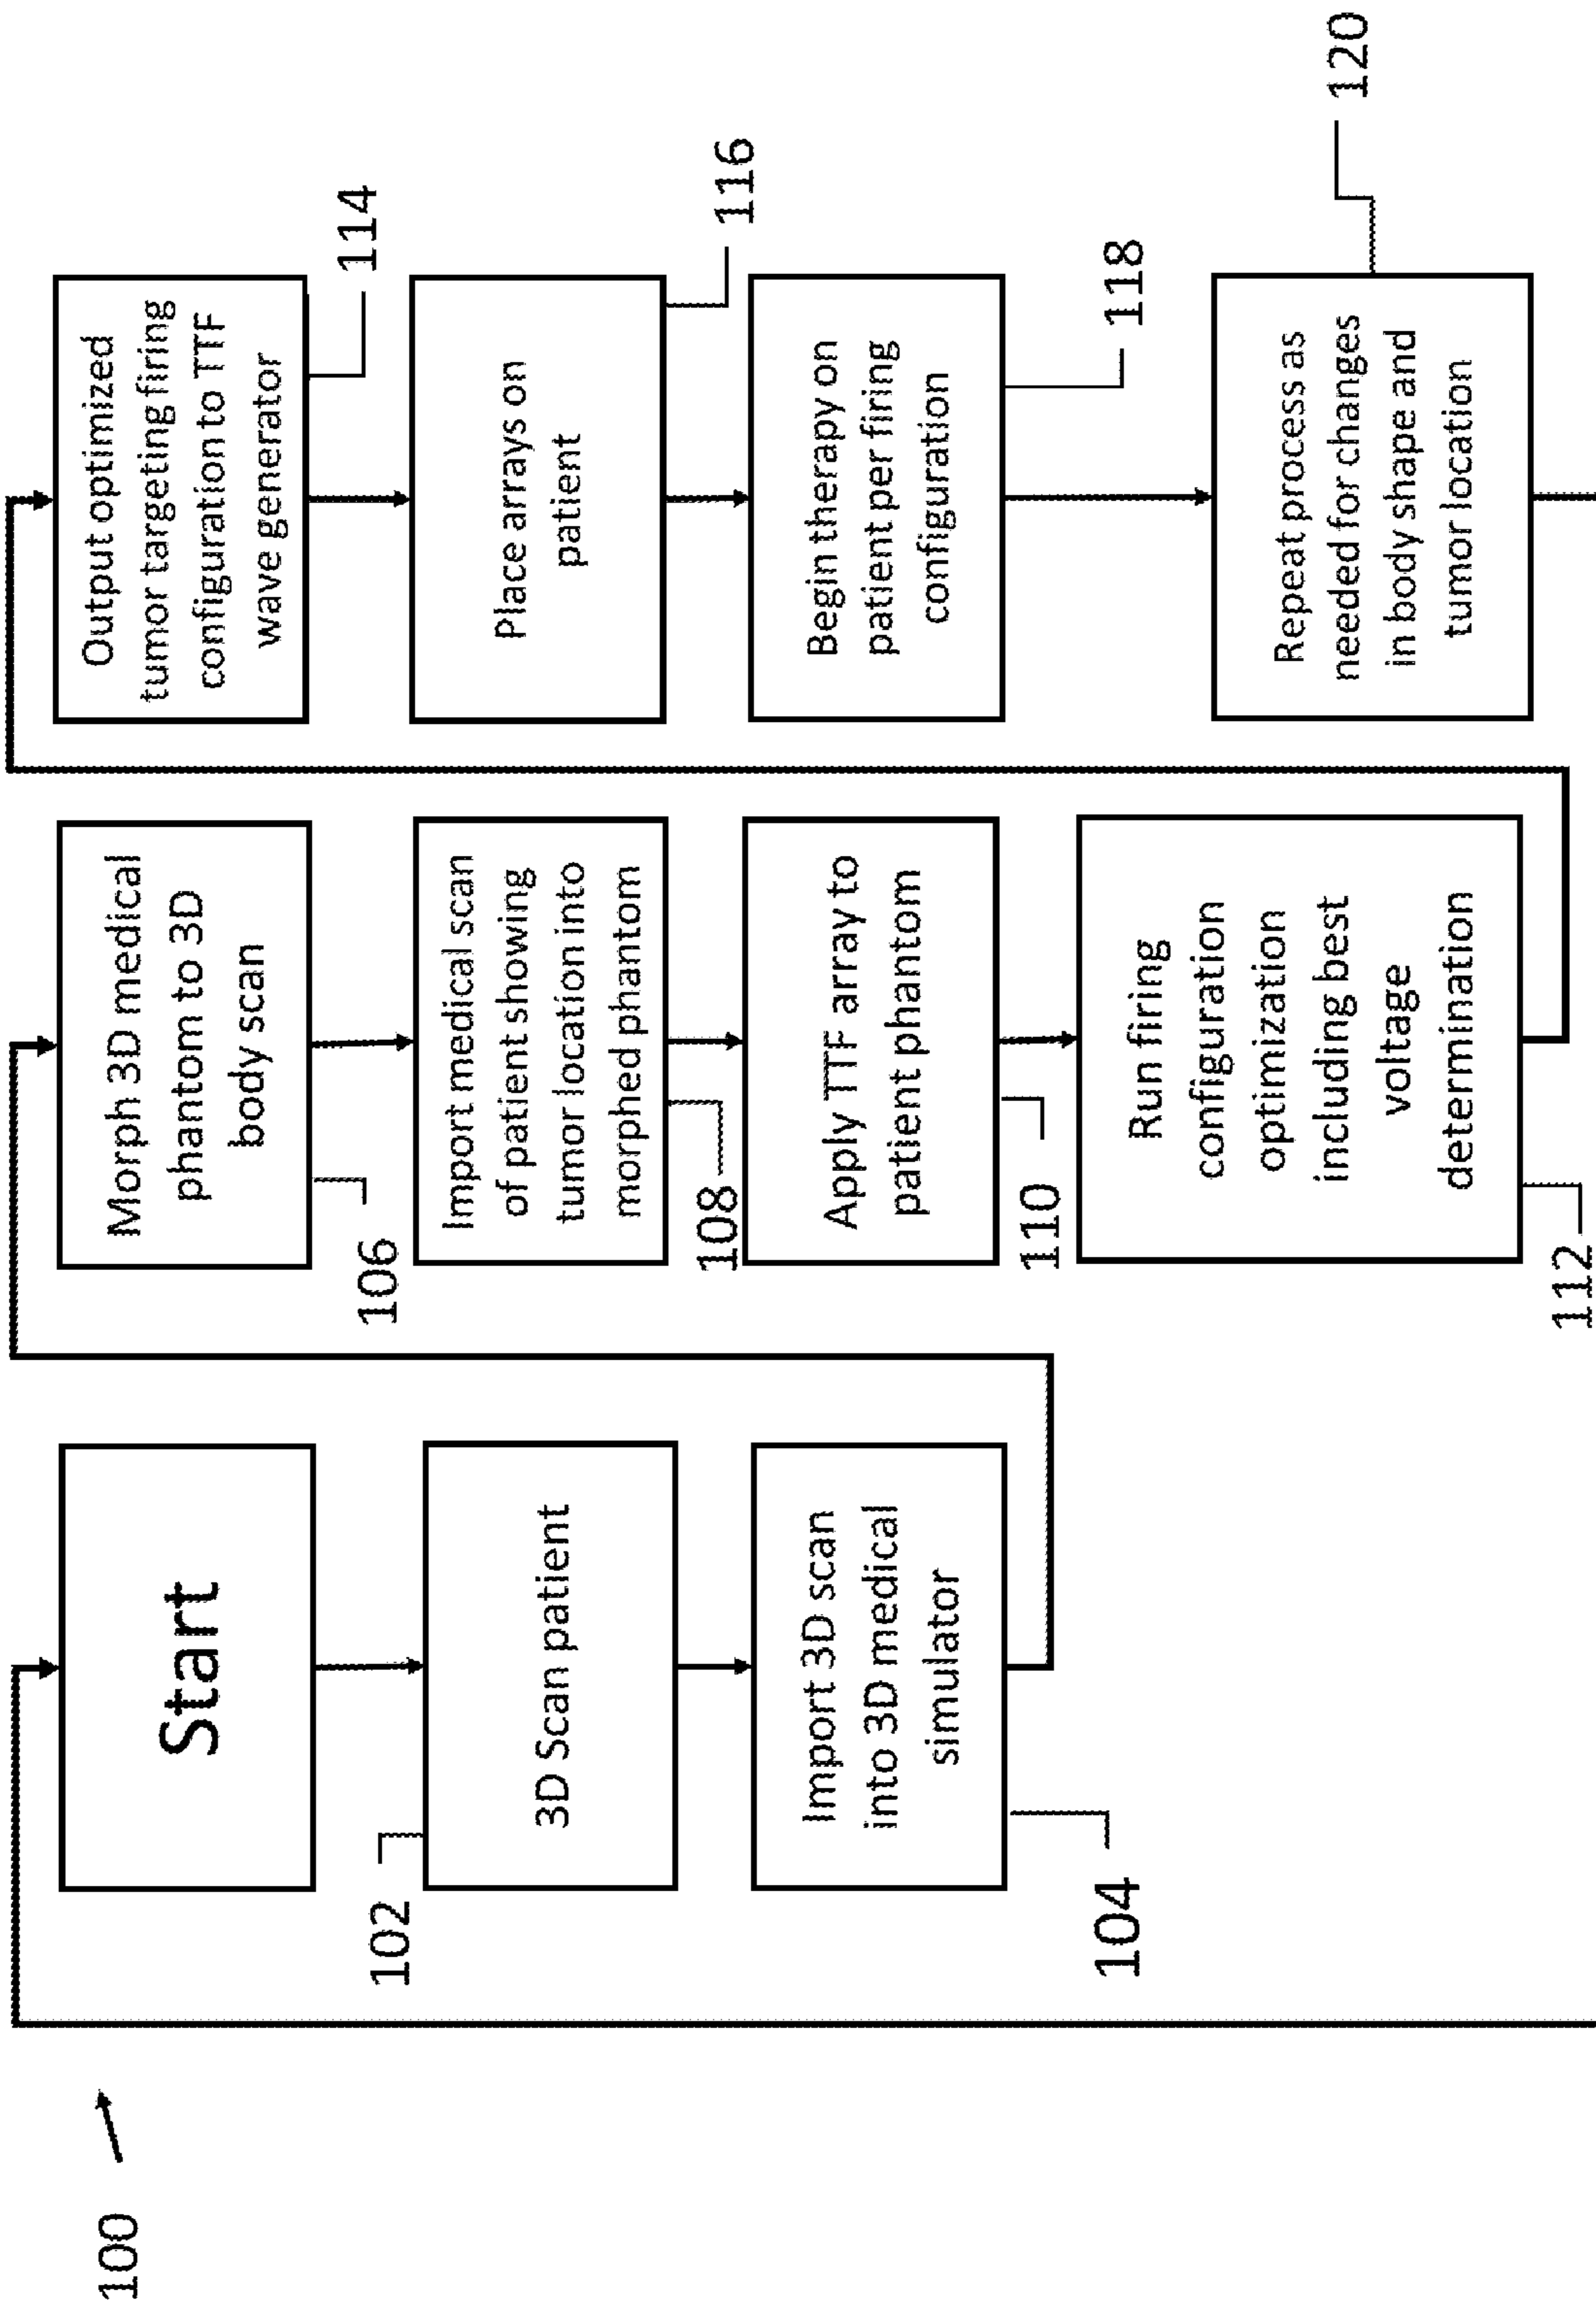 100
Start
102
3D Scan patient
104
Import 3D scan
into 3D medical
simulator
Morph 3D medical
phantom to 3D
body scan
106
Import medical scan
of patient showing
tumor location into
morphed phantom
108
Apply TTF array to
patient phantom
110
Run firing
configuration
optimization
including best
voltage
determination
112
Output optimized
tumor targeting firing
configuration to TTF
wave generator
114
Place arrays on
patient
116
Begin therapy on
patient per firing
configuration
118
Repeat process as
needed for changes
in body shape and
tumor location
120